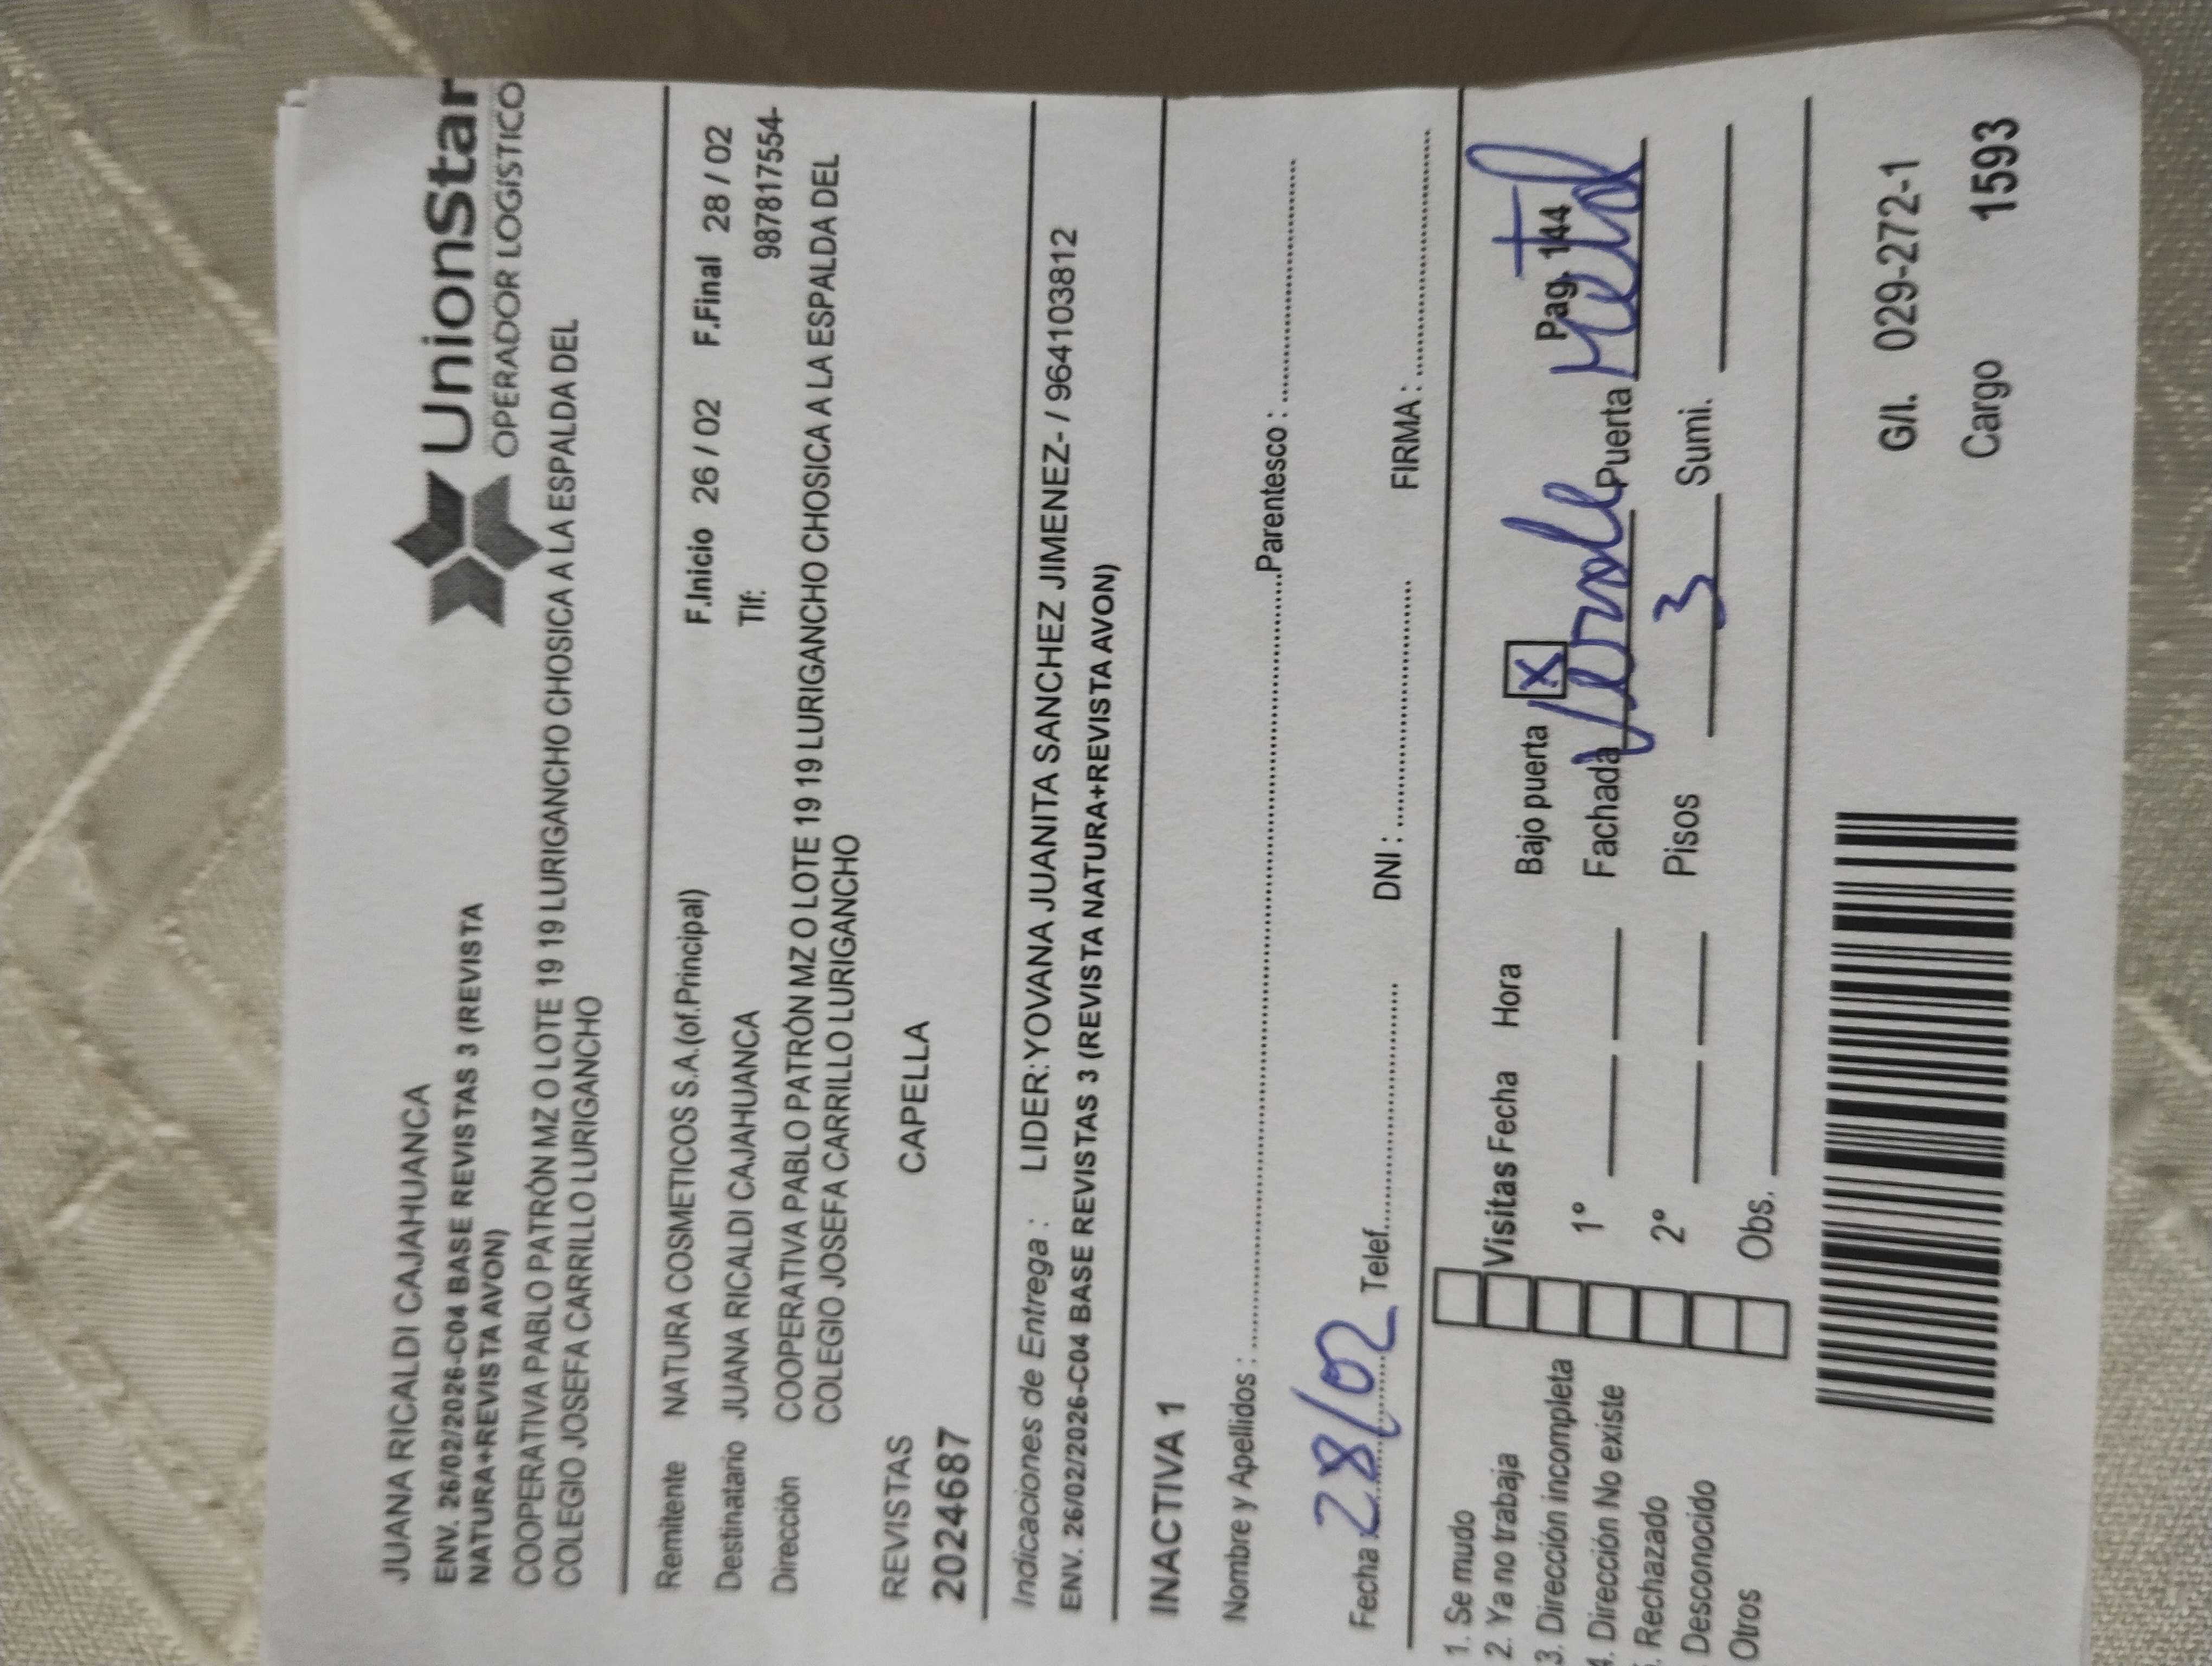 JUANA RICALDI CAJAHUANCA
UnionStar
OPERADOR LOGISTICO
ENV. 26/02/2026-C04 BASE REVISTAS 3 (REVISTA
NATURA+REVISTA AVON)
COOPERATIVA PABLO PATRÓN MZ O LOTE 19 19 LURIGANCHO CHOSICA A LA ESPALDA DEL
COLEGIO JOSEFA CARRILLO LURIGANCHO
Remitente NATURA COSMETICOS S.A.(of.Principal) F.Inicio 26 / 02 F.Final 28 / 02
Destinatario JUANA RICALDI CAJAHUANCA Tlf: 987817554-
Dirección COOPERATIVA PABLO PATRÓN MZ O LOTE 19 19 LURIGANCHO CHOSICA A LA ESPALDA DEL
COLEGIO JOSEFA CARRILLO LURIGANCHO
REVISTAS CAPELLA
2024687
Indicaciones de Entrega : LIDER:YOVANA JUANITA SANCHEZ JIMENEZ- / 964103812
ENV. 26/02/2026-C04 BASE REVISTAS 3 (REVISTA NATURA+REVISTA AVON)
INACTIVA 1
Nombre y Apellidos : Parentesco :
Fecha 28/02 Telef. DNI : FIRMA :
1. Se mudo
2. Ya no trabaja
3. Dirección incompleta
4. Dirección No existe
. Rechazado
Desconocido
Otros
Visitas Fecha Hora
1º
2º
Obs.
Bajo puerta X Pag. 144
Fachada Verde Puerta Metal
Pisos 3 Sumi.
G/I. 029-272-1
Cargo 1593